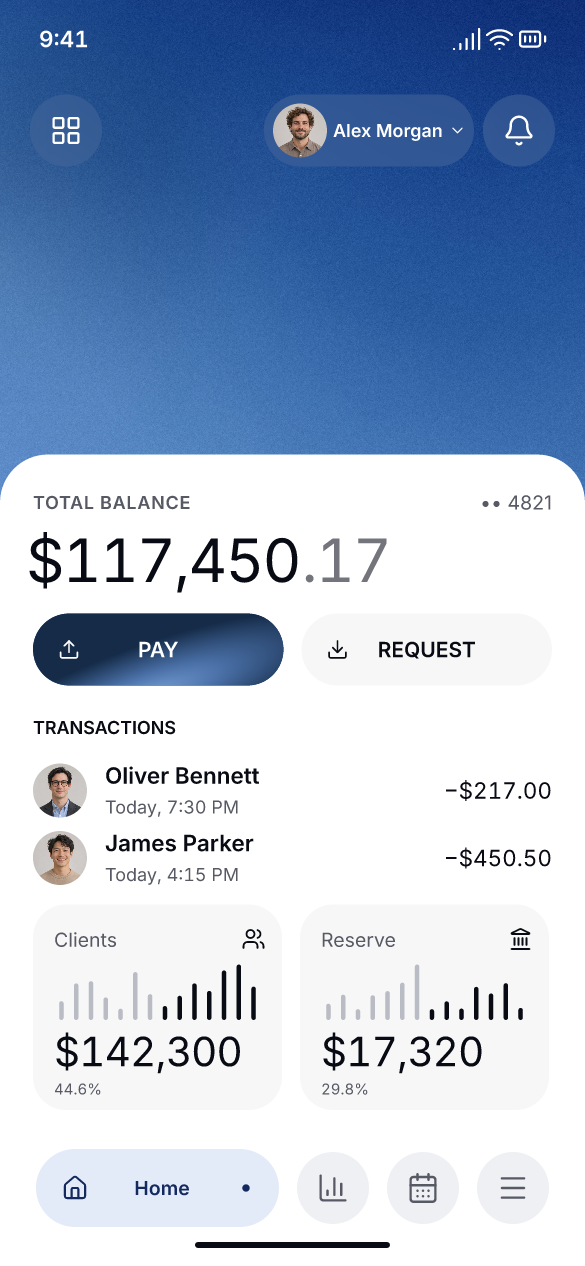 9:41
Alex Morgan
TOTAL BALANCE •• 4821
$117,450.17
PAY REQUEST
TRANSACTIONS
Oliver Bennett
Today, 7:30 PM
−$217.00
James Parker
Today, 4:15 PM
−$450.50
Clients
$142,300
44.6%
Reserve
$17,320
29.8%
Home